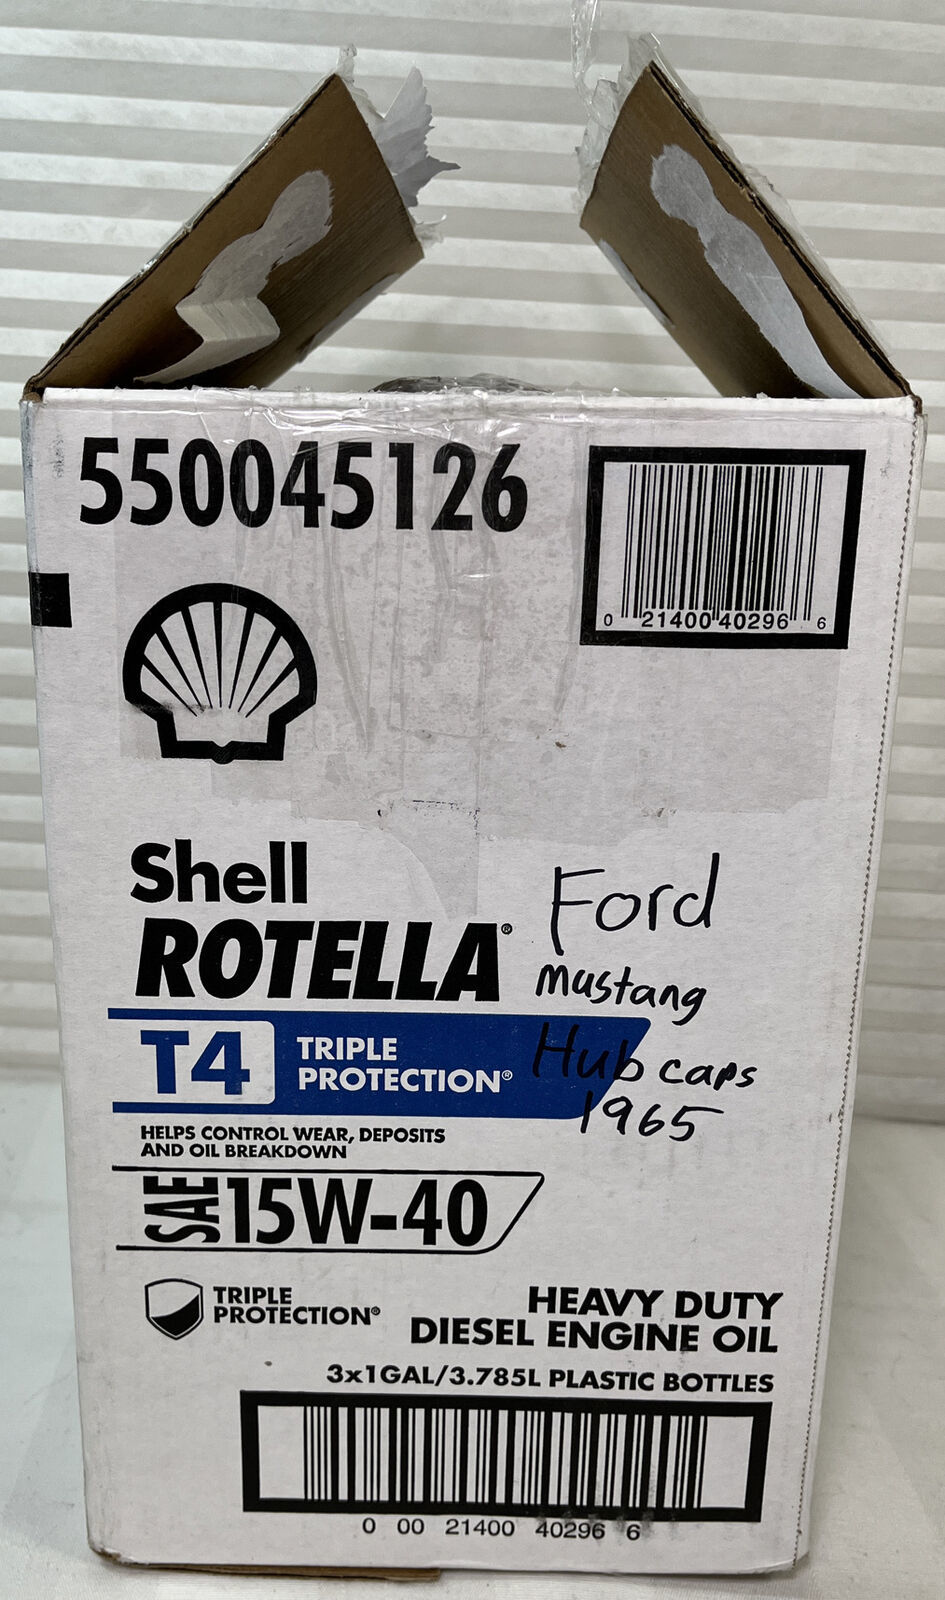 550045126
0 21400 40296 6
Shell
ROTELLA®
Ford
mustang
Hub caps
1965
T4
TRIPLE
PROTECTION®
HELPS CONTROL WEAR, DEPOSITS
AND OIL BREAKDOWN
SAE 15W-40
TRIPLE
PROTECTION®
HEAVY DUTY
DIESEL ENGINE OIL
3x1GAL/3.785L PLASTIC BOTTLES
0 00 21400 40296 6